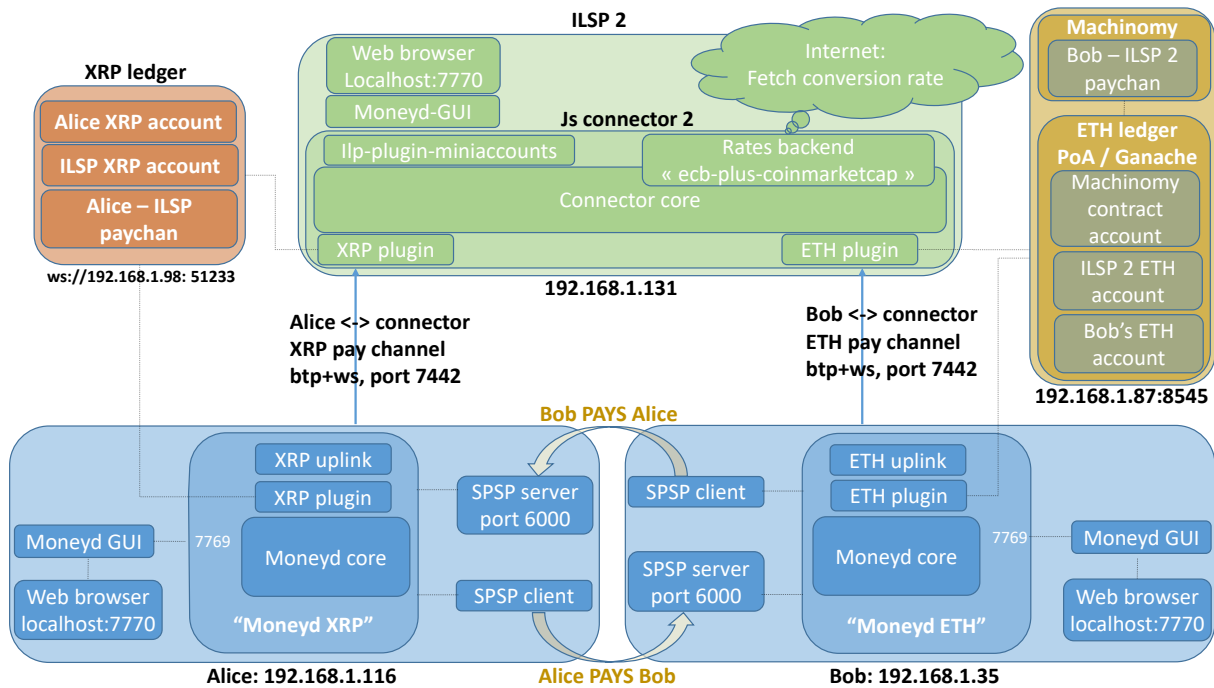 ILSP 2
Web browser
Localhost:7770
Moneyd-GUI
Internet:
Fetch conversion rate
Js connector 2
Ilp-plugin-miniaccounts
Rates backend
« ecb-plus-coinmarketcap »
Connector core
XRP plugin
ETH plugin
192.168.1.131
XRP ledger
Alice XRP account
ILSP XRP account
Alice – ILSP
paychan
ws://192.168.1.98: 51233
Machinomy
Bob – ILSP 2
paychan
ETH ledger
PoA / Ganache
Machinomy
contract
account
ILSP 2 ETH
account
Bob's ETH
account
192.168.1.87:8545
Alice <-> connector
XRP pay channel
btp+ws, port 7442
Bob <-> connector
ETH pay channel
btp+ws, port 7442
Bob PAYS Alice
XRP uplink
XRP plugin
Moneyd core
7769
"Moneyd XRP"
Moneyd GUI
Web browser
localhost:7770
SPSP server
port 6000
SPSP client
Alice: 192.168.1.116
Alice PAYS Bob
SPSP client
SPSP server
port 6000
ETH uplink
ETH plugin
Moneyd core
7769
"Moneyd ETH"
Moneyd GUI
Web browser
localhost:7770
Bob: 192.168.1.35